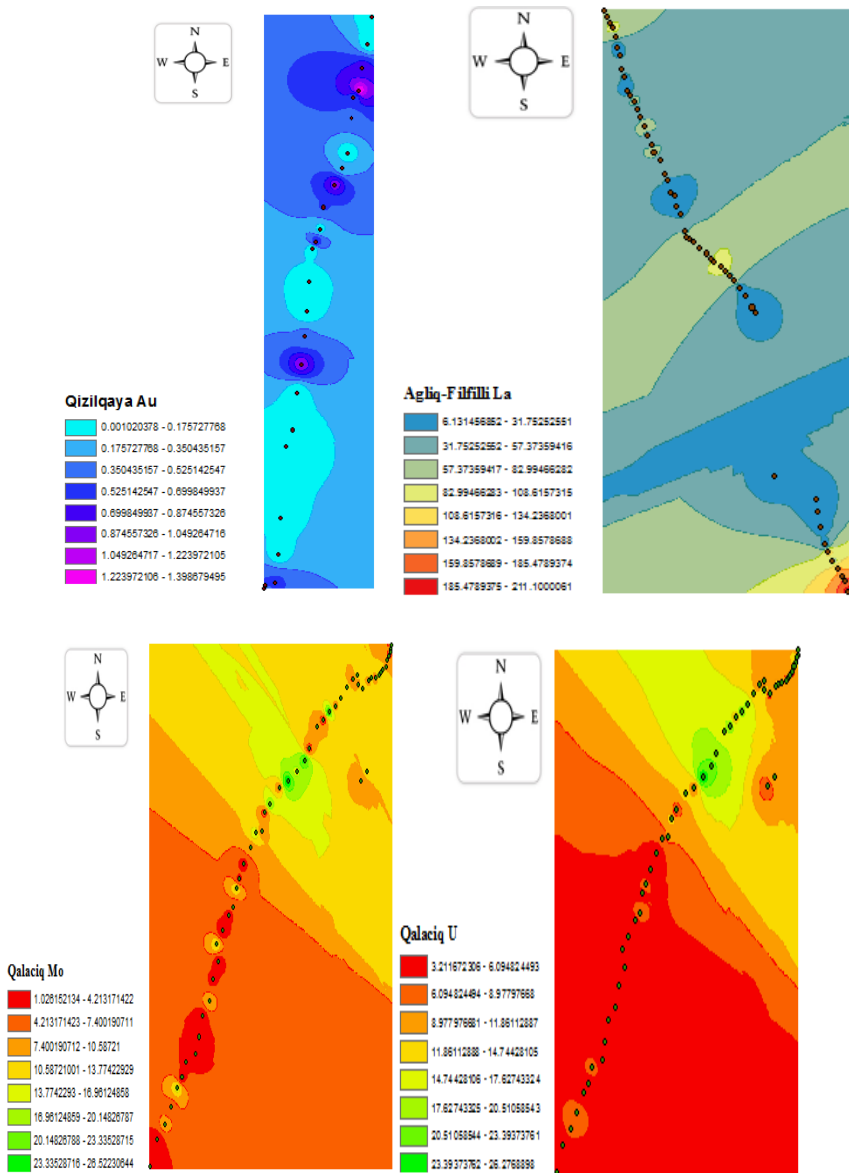 N
W E
S
N
W E
S
Qizilqaya Au
0.001020378 - 0.175727768
0.175727768 - 0.350435157
0.350435157 - 0.525142547
0.525142547 - 0.699849937
0.699849937 - 0.874557326
0.874557326 - 1.049264716
1.049264717 - 1.223972105
1.223972106 - 1.398679495
Agliq-Filfilli La
6.131456852 - 31.75252551
31.75252552 - 57.37359416
57.37359417 - 82.99466282
82.99466283 - 108.6157315
108.6157316 - 134.2368001
134.2368002 - 159.8578688
159.8578689 - 185.4789374
185.4789375 - 211.1000061
N
W E
S
N
W E
S
Qalaciq Mo
1.026152134 - 4.213171422
4.213171423 - 7.400190711
7.400190712 - 10.58721
10.58721001 - 13.77422929
13.7742293 - 16.96124858
16.96124859 - 20.14826787
20.14826788 - 23.33528715
23.33528716 - 26.52230644
Qalaciq U
3.211672306 - 6.094824493
6.094824494 - 8.97797668
8.977976681 - 11.86112887
11.86112888 - 14.74428105
14.74428106 - 17.62743324
17.62743325 - 20.51058543
20.51058544 - 23.39373761
23.39373762 - 26.2768898